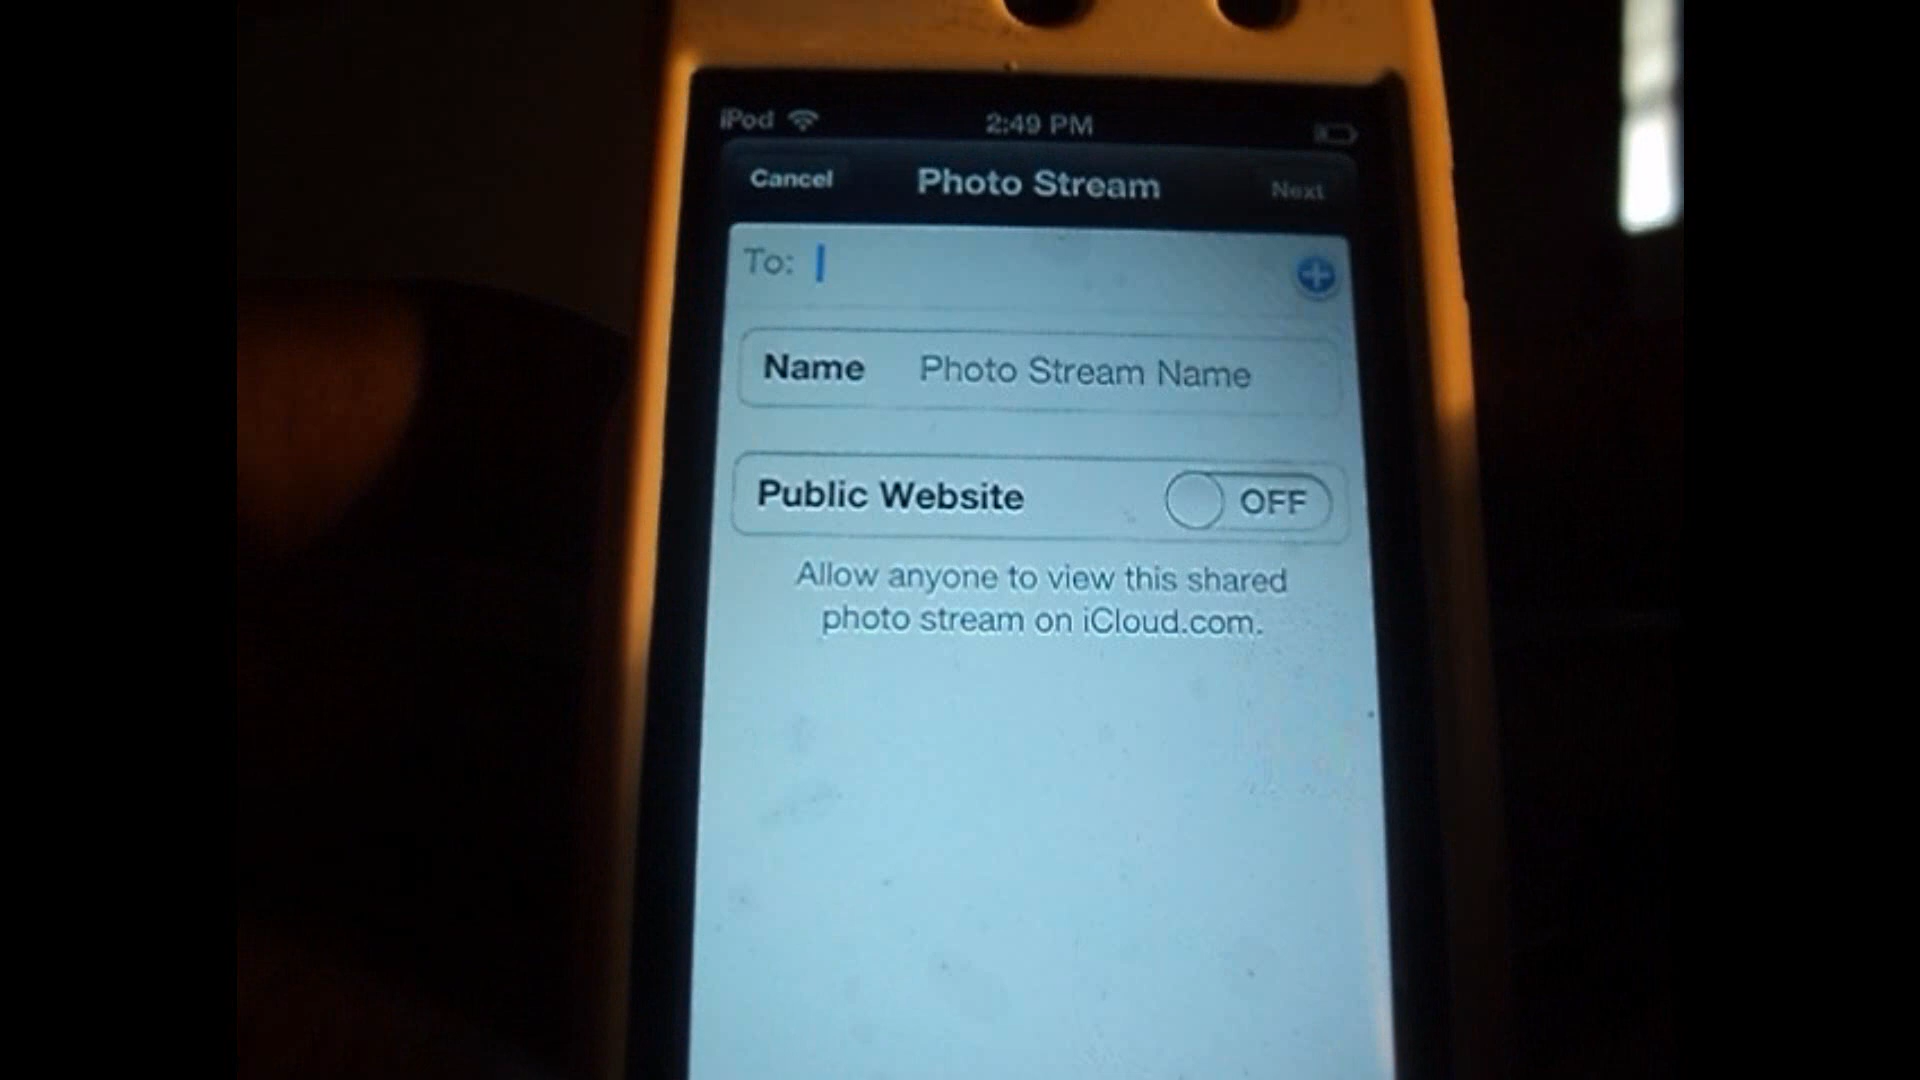 iPod 2:49 PM
Cancel Photo Stream Next
To:
Name Photo Stream Name
Public Website OFF
Allow anyone to view this shared
photo stream on iCloud.com.